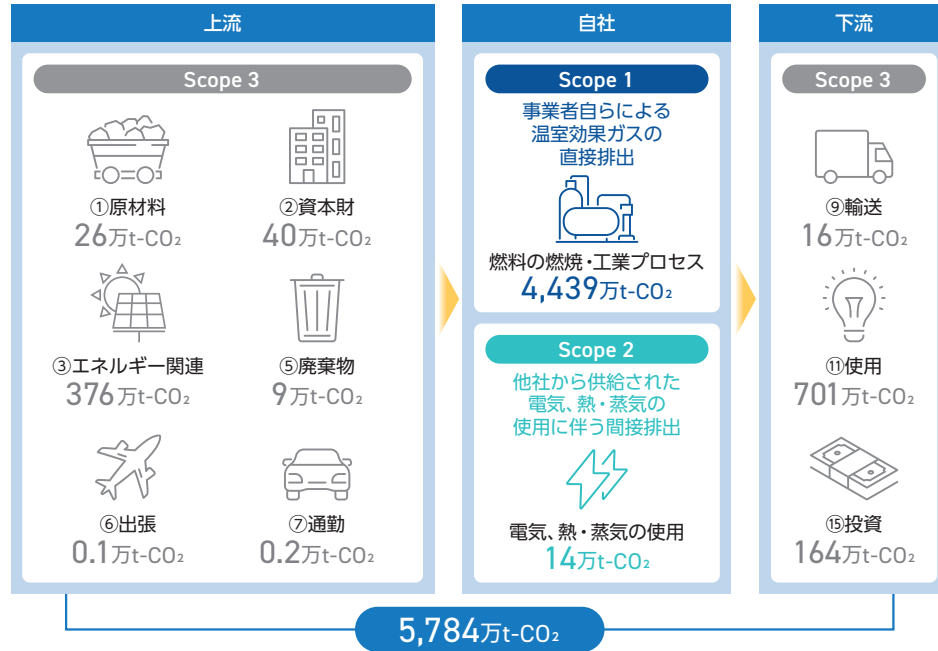 上流
Scope 3
①原材料
26万t-CO₂
②資本財
40万t-CO₂
③エネルギー関連
376万t-CO₂
⑤廃棄物
9万t-CO₂
⑥出張
0.1万t-CO₂
⑦通勤
0.2万t-CO₂
自社
Scope 1
事業者自らによる
温室効果ガスの
直接排出
燃料の燃焼・工業プロセス
4,439万t-CO₂
Scope 2
他社から供給された
電気、熱・蒸気の
使用に伴う間接排出
電気、熱・蒸気の使用
14万t-CO₂
下流
Scope 3
⑨輸送
16万t-CO₂
⑪使用
701万t-CO₂
⑮投資
164万t-CO₂
5,784万t-CO₂